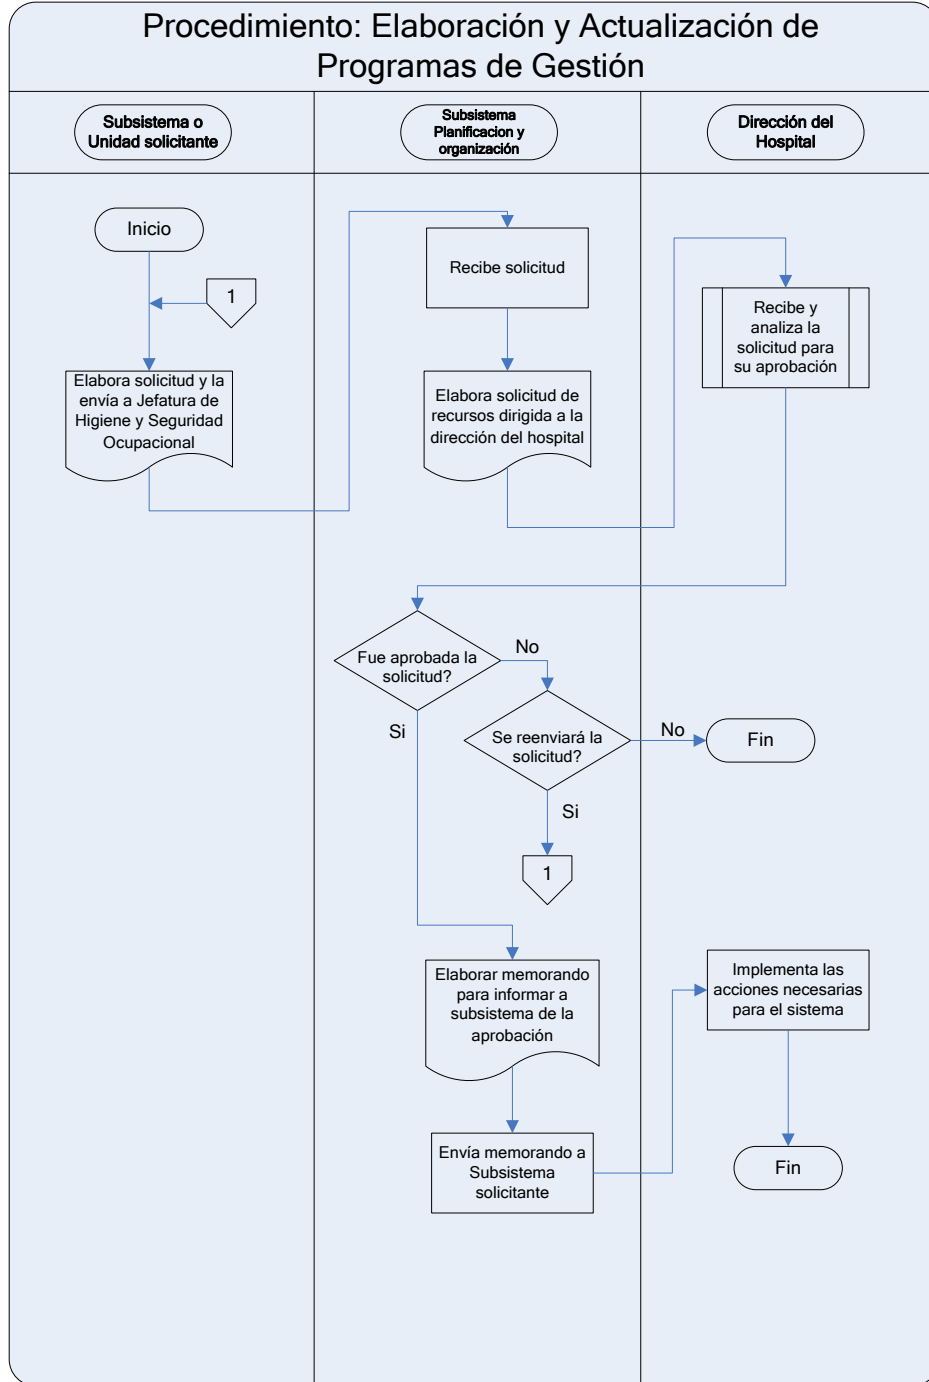 Procedimiento: Elaboración y Actualización de
Programas de Gestión
Subsistema o
Unidad solicitante
Subsistema
Planificacion y
organización
Dirección del
Hospital
Inicio
1
Elabora solicitud y la
envía a Jefatura de
Higiene y Seguridad
Ocupacional
Recibe solicitud
Elabora solicitud de
recursos dirigida a la
dirección del hospital
Recibe y
analiza la
solicitud para
su aprobación
Fue aprobada la
solicitud?
No
Si
Se reenviará la
solicitud?
No
Fin
Si
1
Elaborar memorando
para informar a
subsistema de la
aprobación
Envía memorando a
Subsistema
solicitante
Implementa las
acciones necesarias
para el sistema
Fin